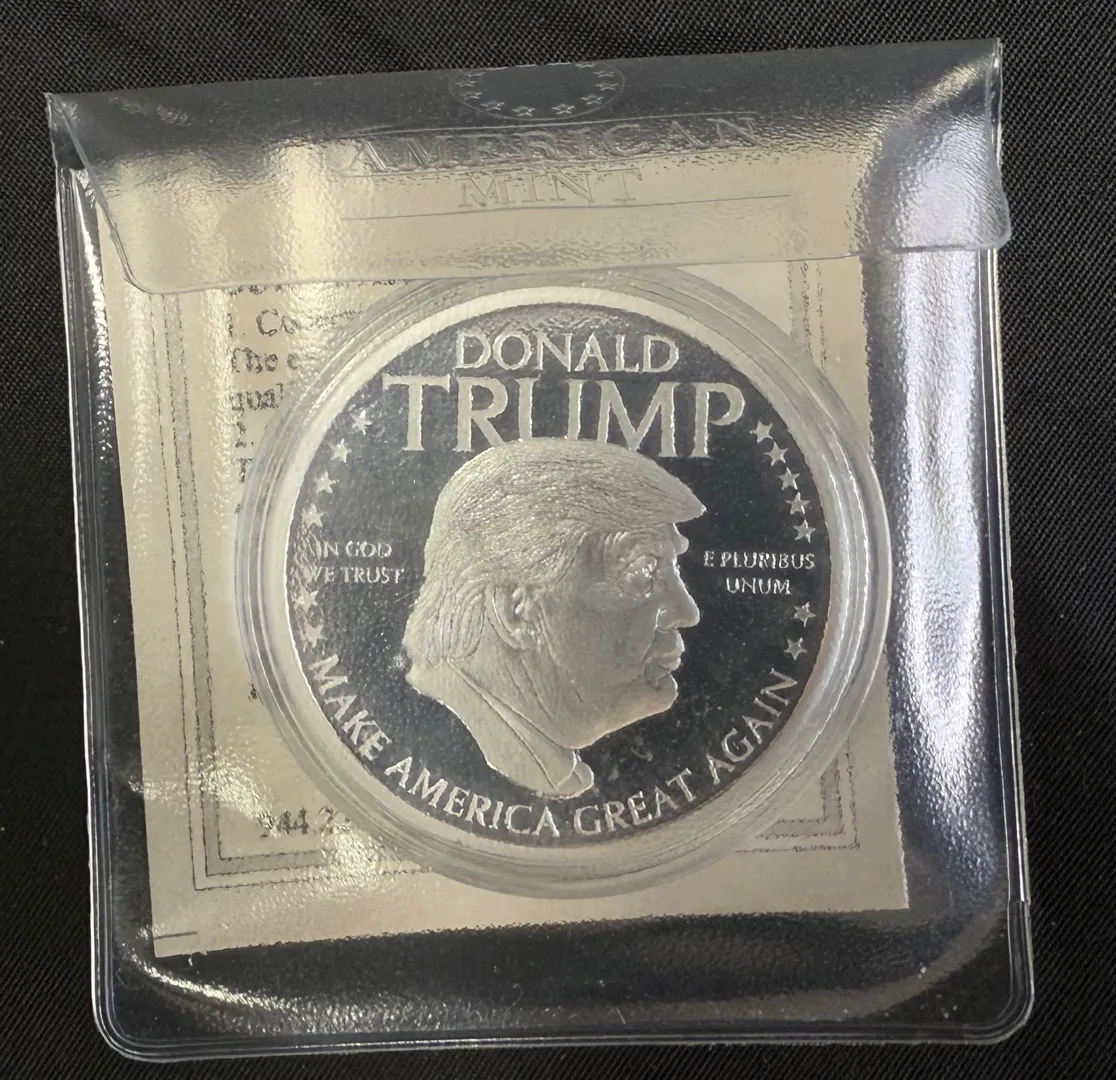 AMERICAN
MINT
DONALD
TRUMP
IN GOD
WE TRUST
E PLURIBUS
UNUM
MAKE AMERICA GREAT AGAIN